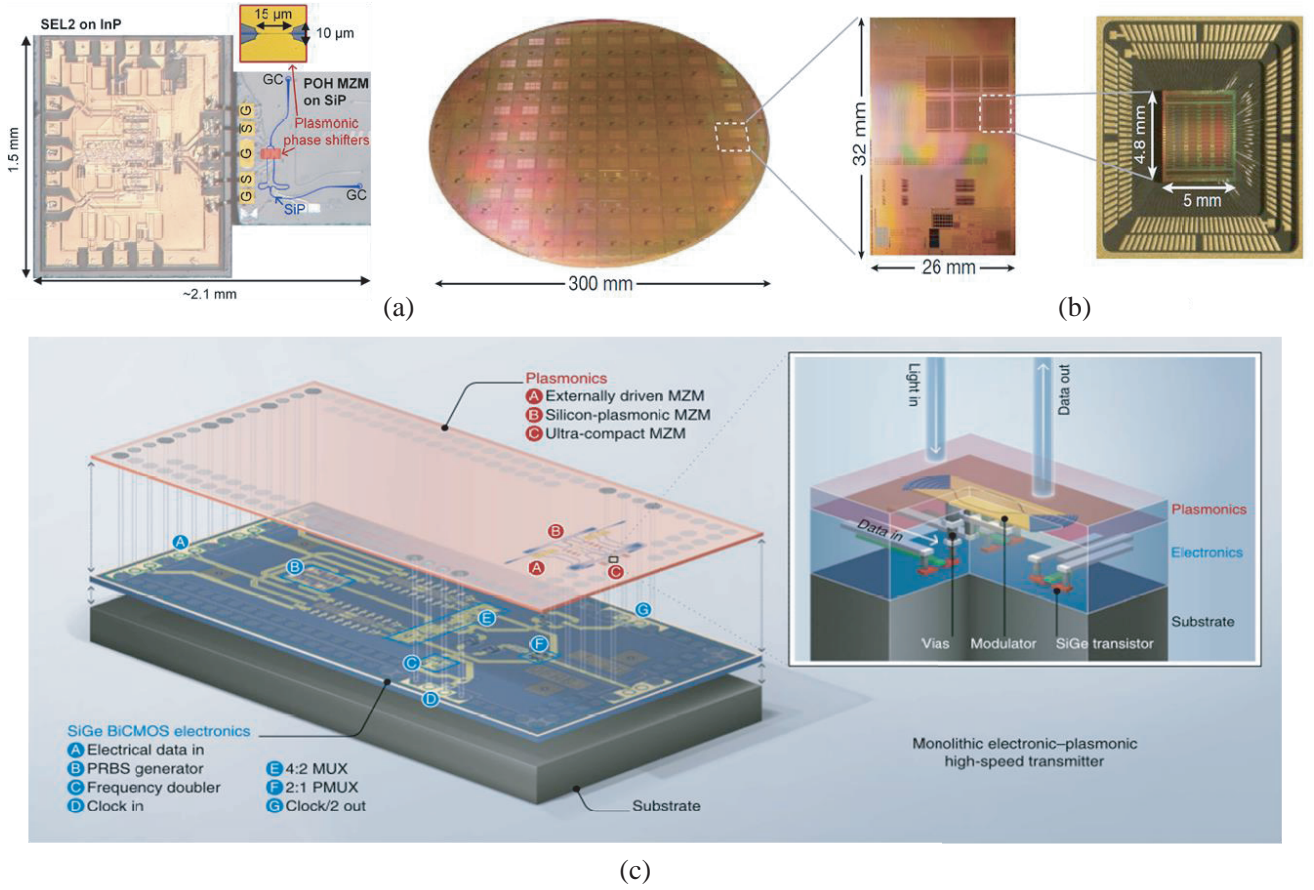 SEL2 on InP
15 µm
10 µm
GC
POH MZM
on SiP
Plasmonic
phase shifters
G
S
G
S
G
GC
SiP
1.5 mm
~2.1 mm
(a)
300 mm
32 mm
26 mm
4.8 mm
5 mm
(b)
Plasmonics
A Externally driven MZM
B Silicon-plasmonic MZM
C Ultra-compact MZM
A
B
C
D
E
F
G
B
A
C
SiGe BiCMOS electronics
A Electrical data in
B PRBS generator
C Frequency doubler
D Clock in
E 4:2 MUX
F 2:1 PMUX
G Clock/2 out
Substrate
Light in
Data out
Data in
Plasmonics
Electronics
Substrate
Vias
Modulator
SiGe transistor
Monolithic electronic–plasmonic
high-speed transmitter
(c)